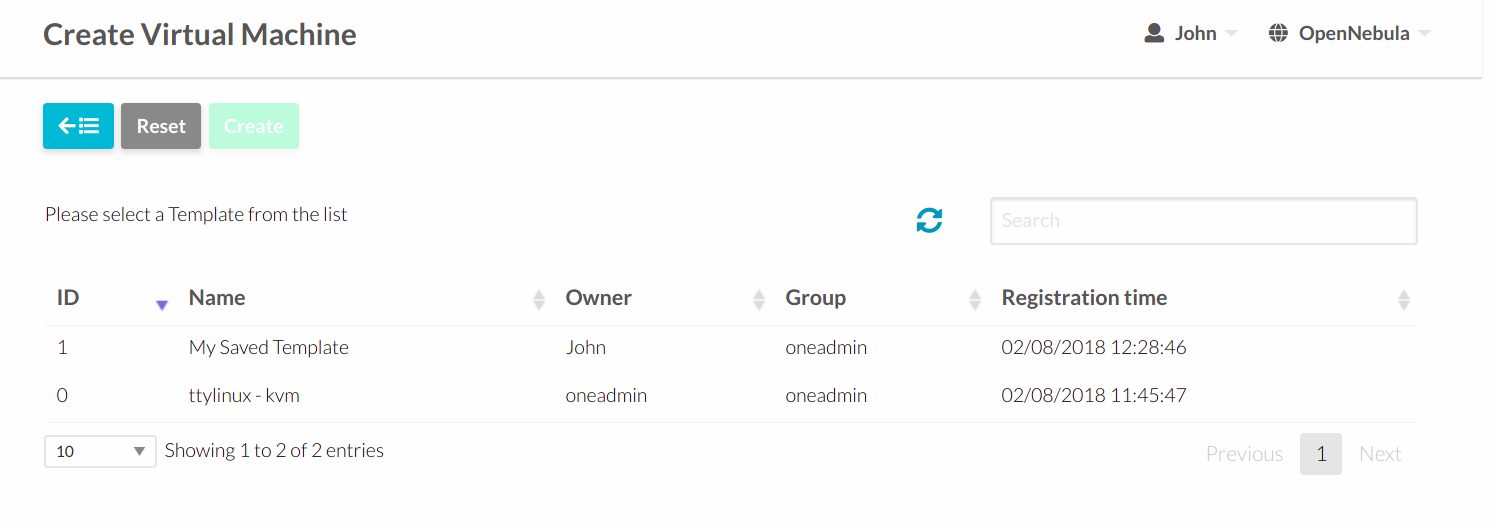 Create Virtual Machine John OpenNebula
Reset Create
Please select a Template from the list Search
ID Name Owner Group Registration time
1 My Saved Template John oneadmin 02/08/2018 12:28:46
0 ttylinux - kvm oneadmin oneadmin 02/08/2018 11:45:47
10 Showing 1 to 2 of 2 entries Previous 1 Next